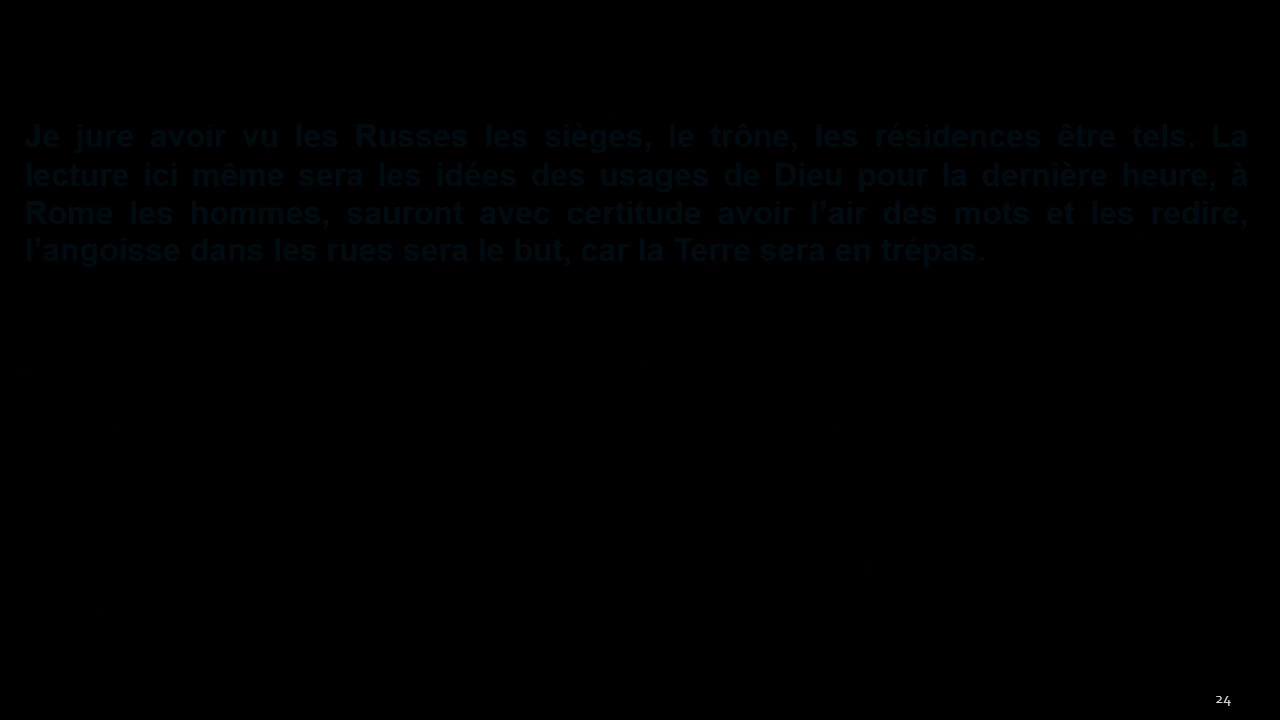 Je jure avoir vu les Russes les sièges, le trône, les résidences être tels. La
lecture ici même sera les idées des usages de Dieu pour la dernière heure, à
Rome les hommes, sauront avec certitude avoir l’air des mots et les redire,
l’angoisse dans les rues sera le but, car la Terre sera en trépas.
24